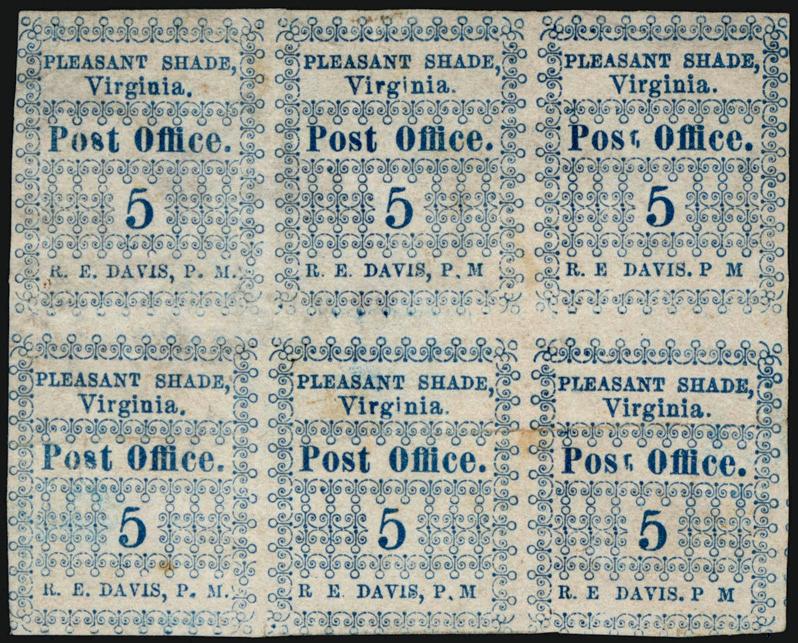 PLEASANT SHADE,
Virginia.
Post Office.
5
R. E. DAVIS, P. M.
PLEASANT SHADE,
Virginia.
Post Office.
5
R. E. DAVIS, P. M
PLEASANT SHADE,
Virginia.
Post Office.
5
R. E DAVIS. P M
PLEASANT SHADE,
Virginia.
Post Office.
5
R. E. DAVIS, P. M.
PLEASANT SHADE,
Virginia.
Post Office.
5
R. E. DAVIS, P. M
PLEASANT SHADE,
Virginia.
Post Office.
5
R. E DAVIS. P M